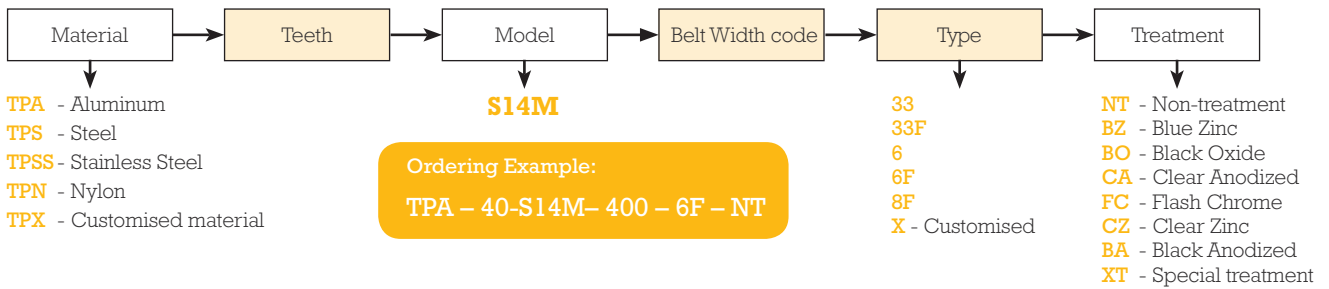 Material
Teeth
Model
Belt Width code
Type
Treatment
TPA - Aluminum
TPS - Steel
TPSS - Stainless Steel
TPN - Nylon
TPX - Customised material
S14M
Ordering Example:
TPA – 40-S14M– 400 – 6F – NT
33
33F
6
6F
8F
X - Customised
NT - Non-treatment
BZ - Blue Zinc
BO - Black Oxide
CA - Clear Anodized
FC - Flash Chrome
CZ - Clear Zinc
BA - Black Anodized
XT - Special treatment